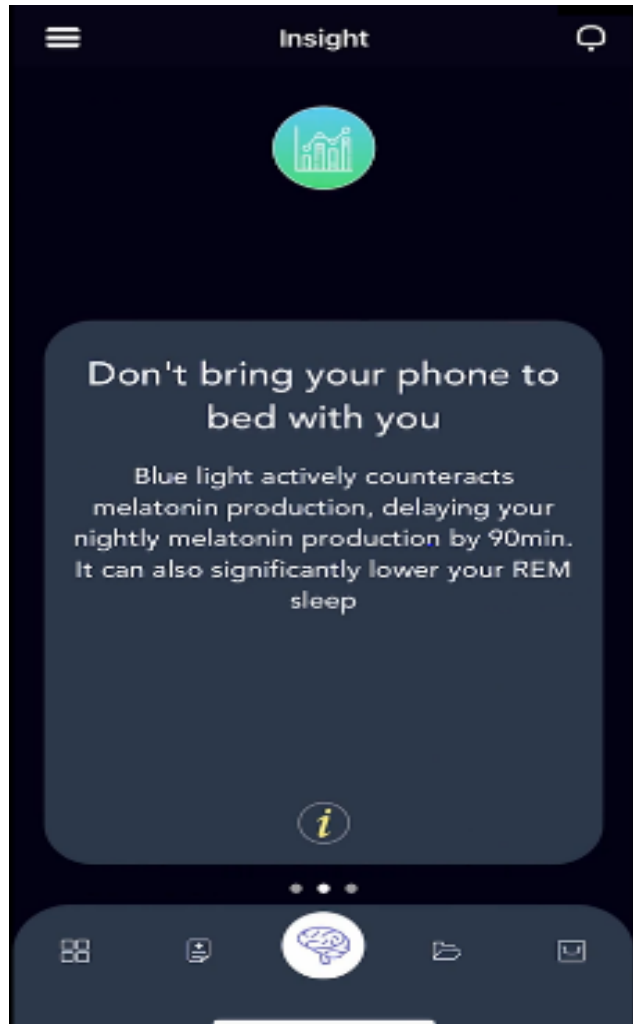 Insight
Don't bring your phone to
bed with you
Blue light actively counteracts
melatonin production, delaying your
nightly melatonin production by 90min.
It can also significantly lower your REM
sleep
i